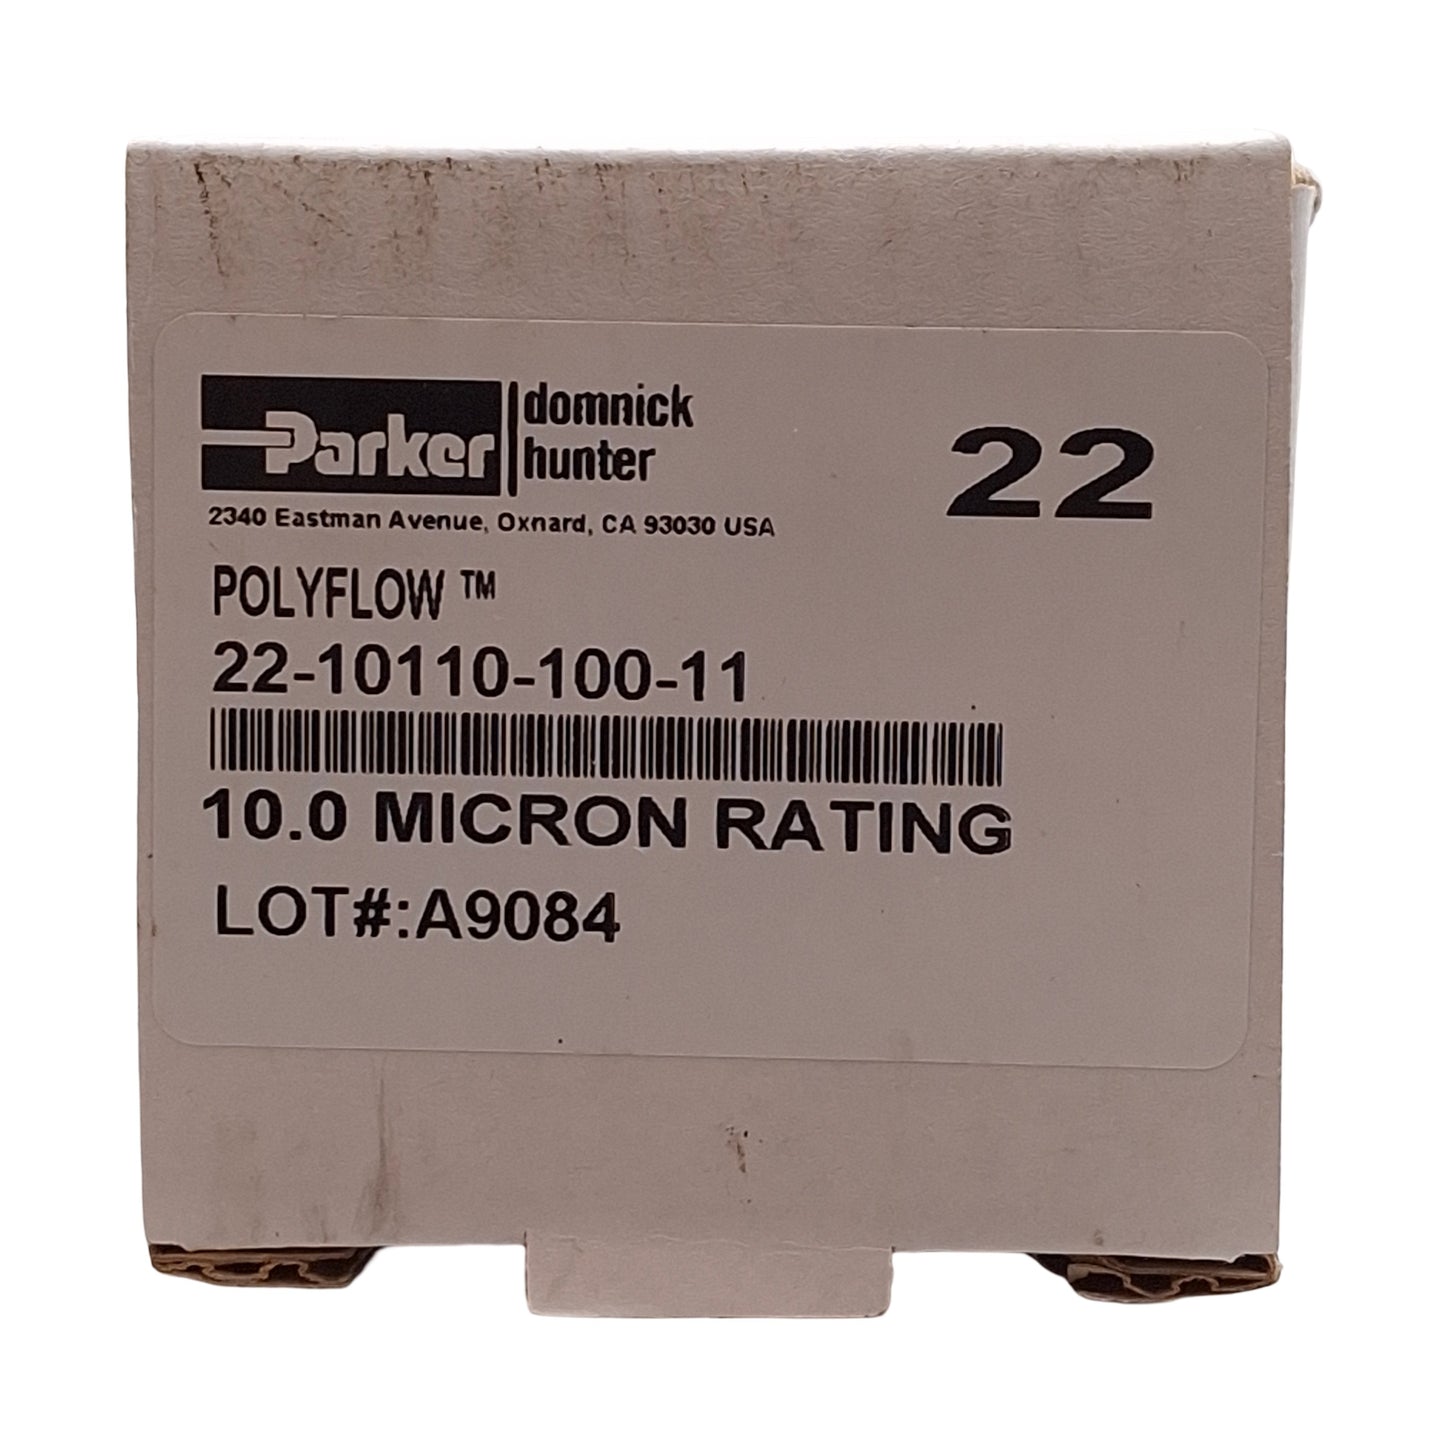 Parker domnick hunter
22
2340 Eastman Avenue, Oxnard, CA 93030 USA
POLYFLOW ™
22-10110-100-11
10.0 MICRON RATING
LOT#:A9084